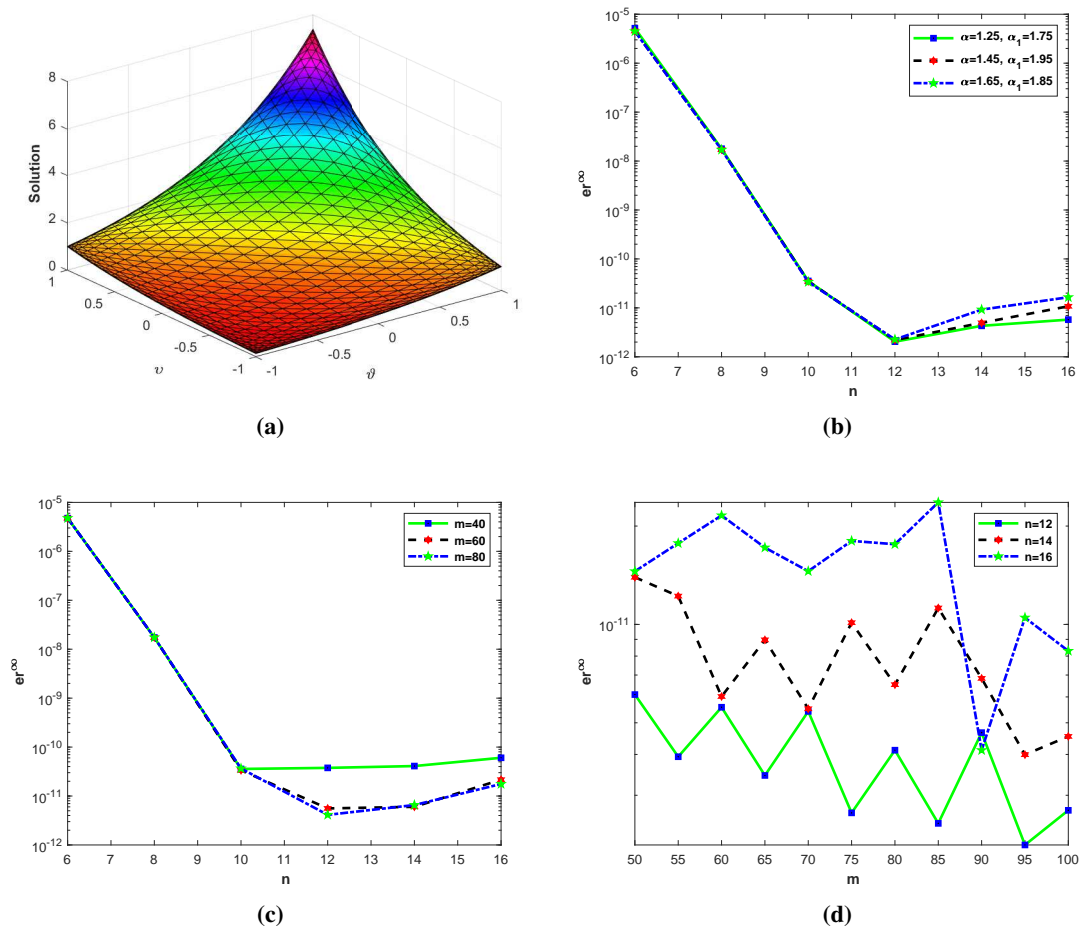 8
6
4
2
0
Solution
1
0.5
0
-0.5
-1
υ
-1
-0.5
0
0.5
1
ϑ
(a)
10⁻⁵
10⁻⁶
10⁻⁷
10⁻⁸
10⁻⁹
10⁻¹⁰
10⁻¹¹
10⁻¹²
er∞
α=1.25, α₁=1.75
α=1.45, α₁=1.95
α=1.65, α₁=1.85
6 7 8 9 10 11 12 13 14 15 16
n
(b)
10⁻⁵
10⁻⁶
10⁻⁷
10⁻⁸
10⁻⁹
10⁻¹⁰
10⁻¹¹
10⁻¹²
er∞
m=40
m=60
m=80
6 7 8 9 10 11 12 13 14 15 16
n
(c)
10⁻¹¹
er∞
n=12
n=14
n=16
50 55 60 65 70 75 80 85 90 95 100
m
(d)